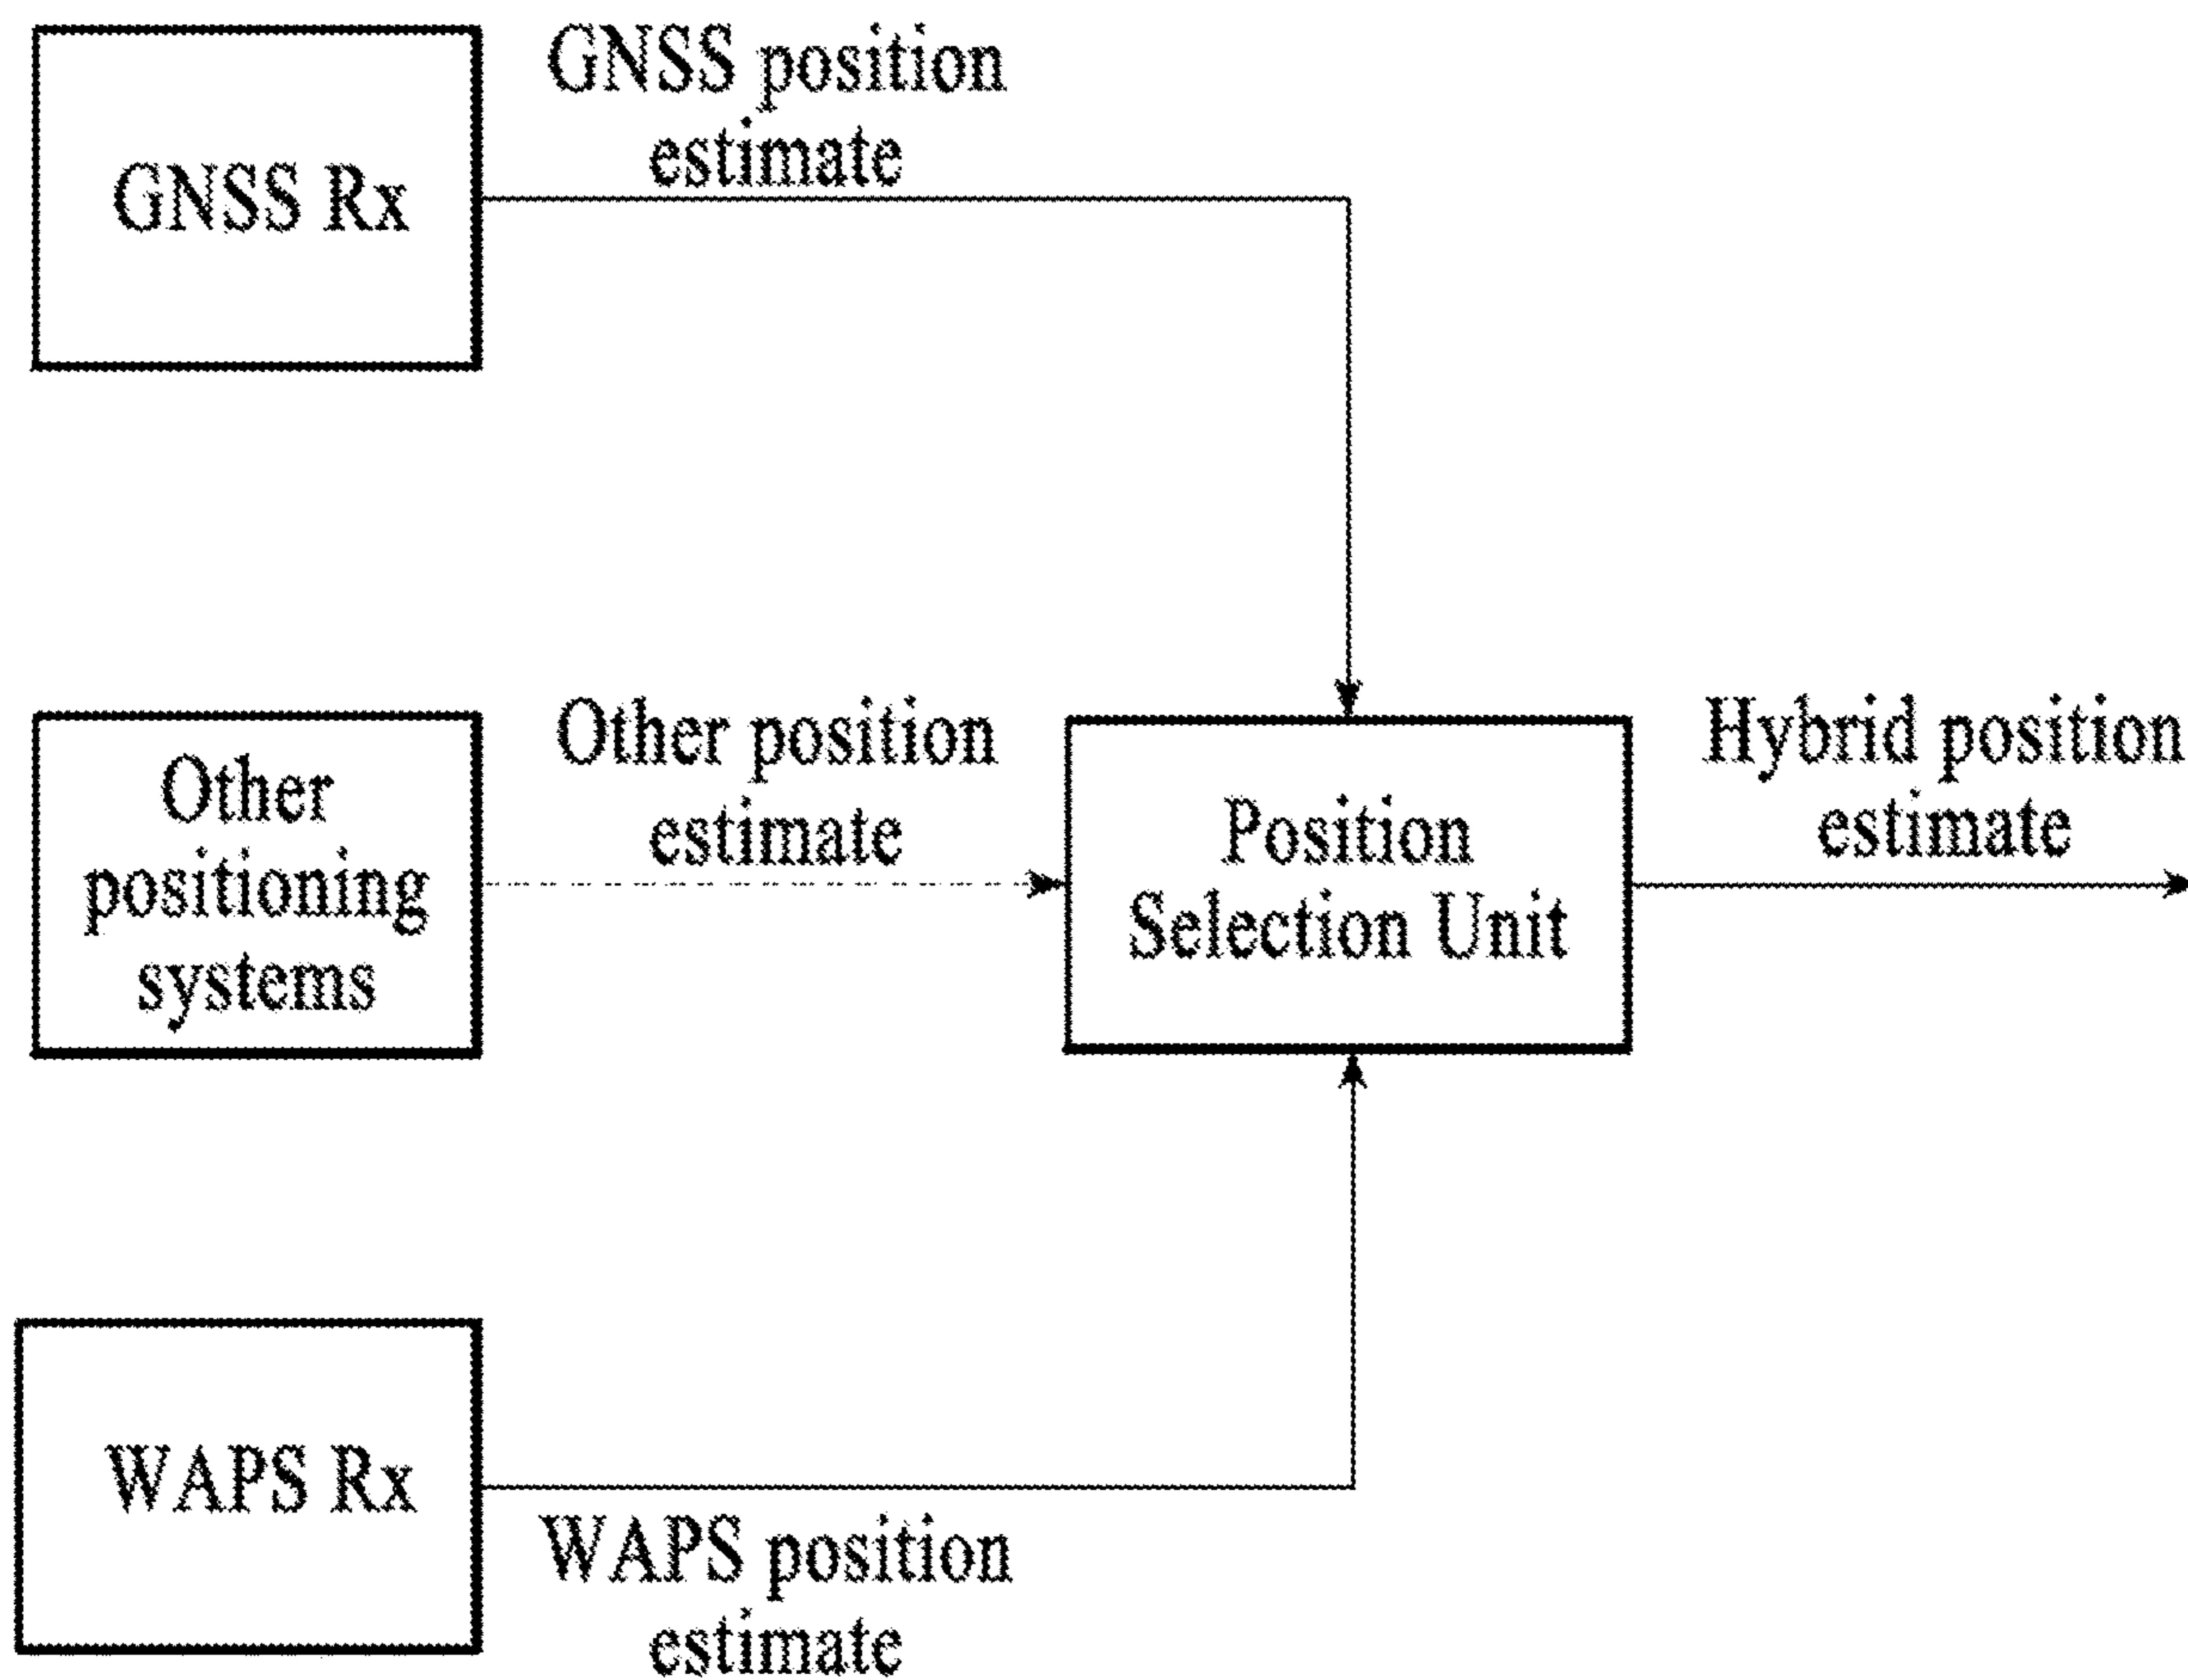 GNSS Rx
GNSS position
estimate
Other
positioning
systems
Other position
estimate
Position
Selection Unit
Hybrid position
estimate
WAPS Rx
WAPS position
estimate